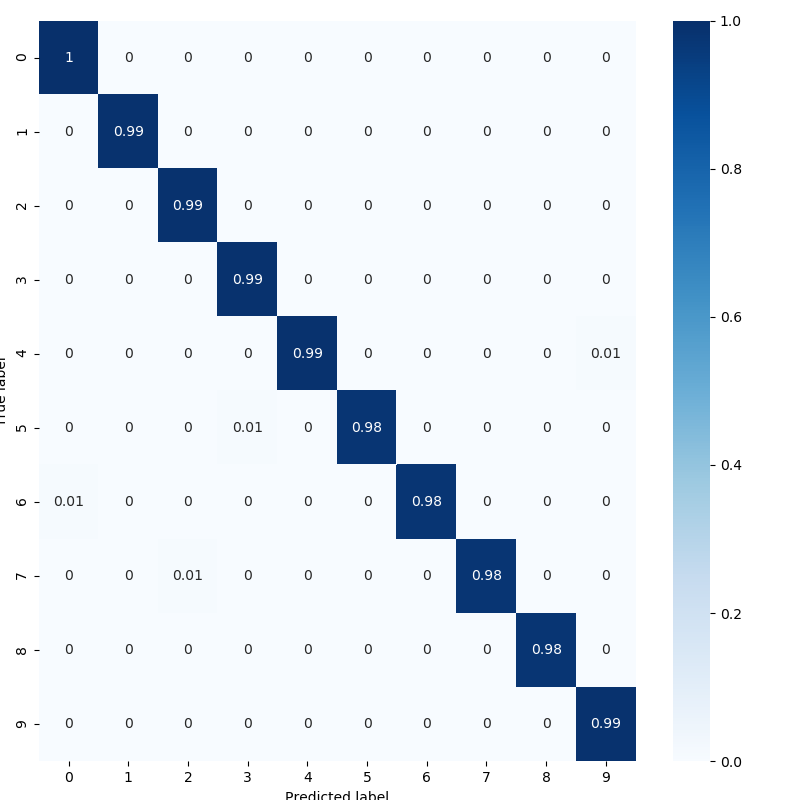 0 1 0 0 0 0 0 0 0 0 0
1 0 0.99 0 0 0 0 0 0 0 0
2 0 0 0.99 0 0 0 0 0 0 0
3 0 0 0 0.99 0 0 0 0 0 0
4 0 0 0 0 0.99 0 0 0 0 0.01
5 0 0 0 0.01 0 0.98 0 0 0 0
6 0.01 0 0 0 0 0 0.98 0 0 0
7 0 0 0.01 0 0 0 0 0.98 0 0
8 0 0 0 0 0 0 0 0 0.98 0
9 0 0 0 0 0 0 0 0 0 0.99
0 1 2 3 4 5 6 7 8 9
Predicted label
True label
1.0
0.8
0.6
0.4
0.2
0.0